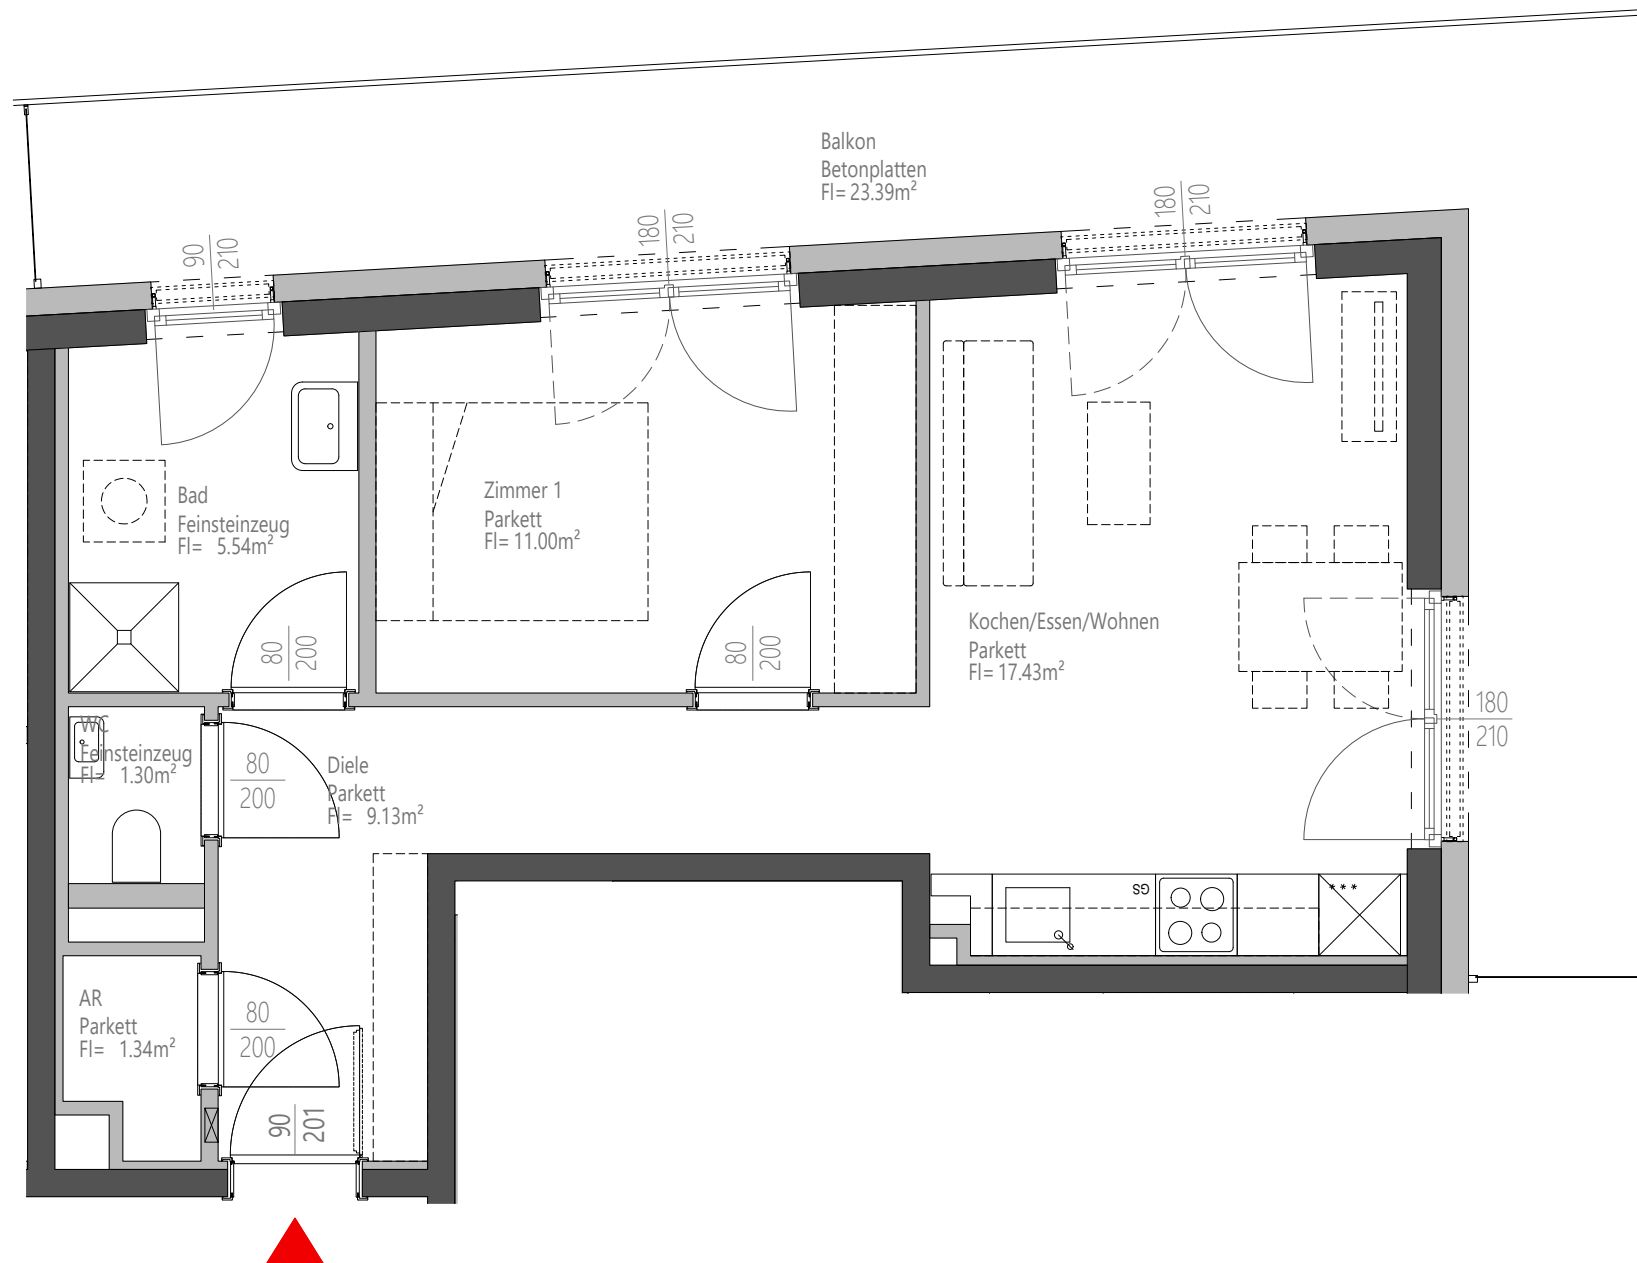 Balkon
Betonplatten
Fl= 23.39m²
90
210
180
210
180
210
Bad
Feinsteinzeug
Fl= 5.54m²
Zimmer 1
Parkett
Fl= 11.00m²
Kochen/Essen/Wohnen
Parkett
Fl= 17.43m²
80
200
80
200
180
210
WC
Feinsteinzeug
Fl= 1.30m²
80
200
Diele
Parkett
Fl= 9.13m²
GS
***
AR
Parkett
Fl= 1.34m²
80
200
90
201